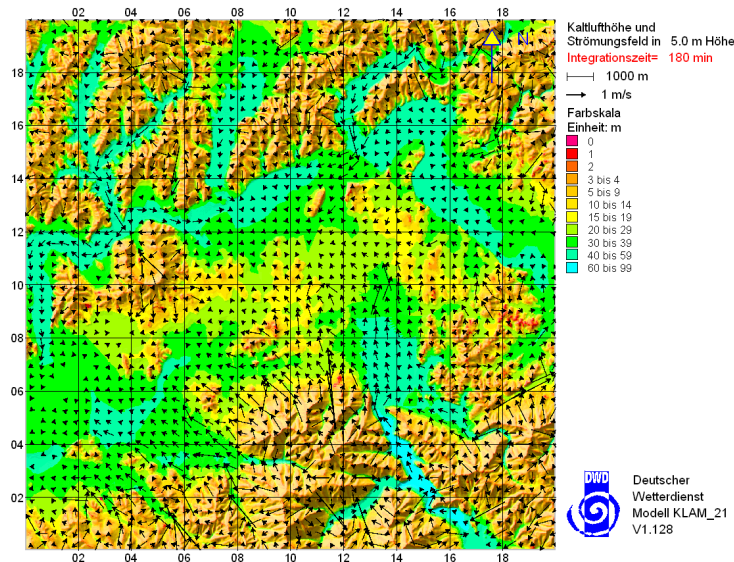 02 04 06 08 10 12 14 16 18
18
16
14
12
10
08
06
04
02
02 04 06 08 10 12 14 16 18
N
Kaltlufthöhe und
Strömungsfeld in 5.0 m Höhe
Integrationszeit= 180 min
1000 m
1 m/s
Farbskala
Einheit: m
0
1
2
3 bis 4
5 bis 9
10 bis 14
15 bis 19
20 bis 29
30 bis 39
40 bis 59
60 bis 99
DWD
Deutscher
Wetterdienst
Modell KLAM_21
V1.128